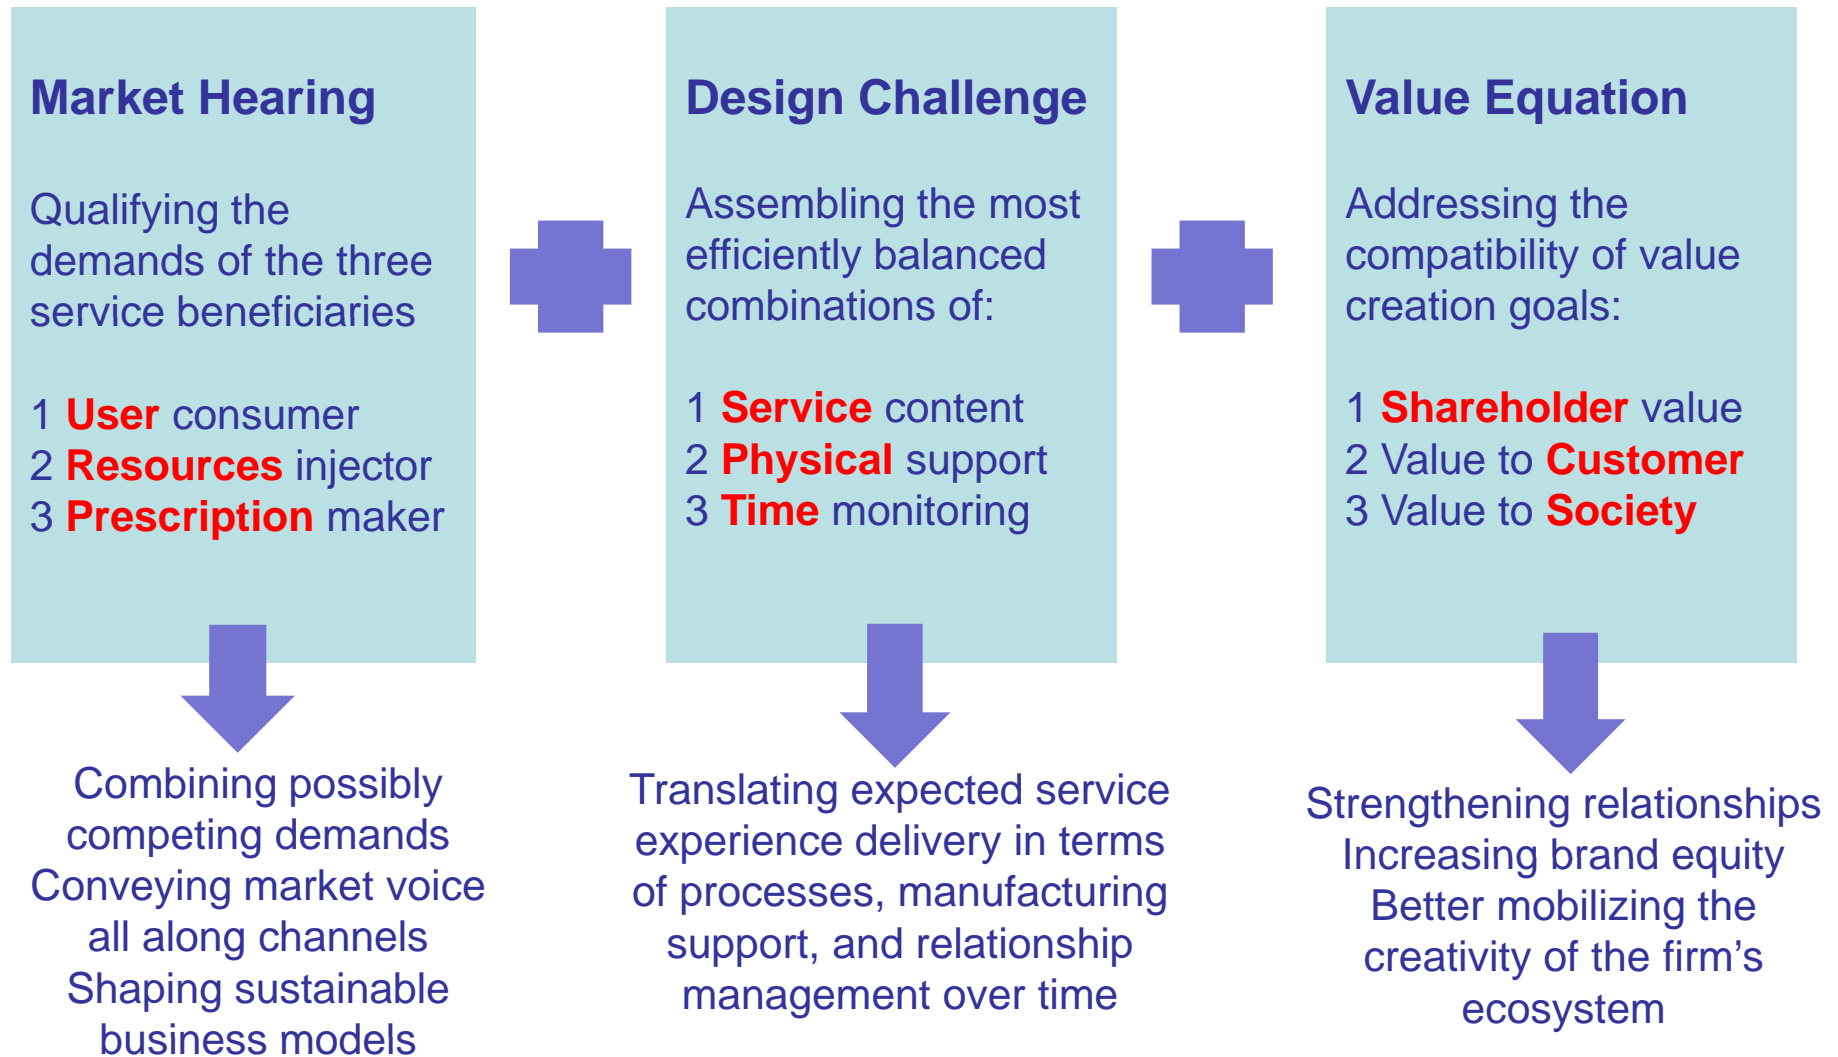 Market Hearing
Qualifying the
demands of the three
service beneficiaries
1 User consumer
2 Resources injector
3 Prescription maker
Combining possibly
competing demands
Conveying market voice
all along channels
Shaping sustainable
business models
Design Challenge
Assembling the most
efficiently balanced
combinations of:
1 Service content
2 Physical support
3 Time monitoring
Translating expected service
experience delivery in terms
of processes, manufacturing
support, and relationship
management over time
Value Equation
Addressing the
compatibility of value
creation goals:
1 Shareholder value
2 Value to Customer
3 Value to Society
Strengthening relationships
Increasing brand equity
Better mobilizing the
creativity of the firm’s
ecosystem